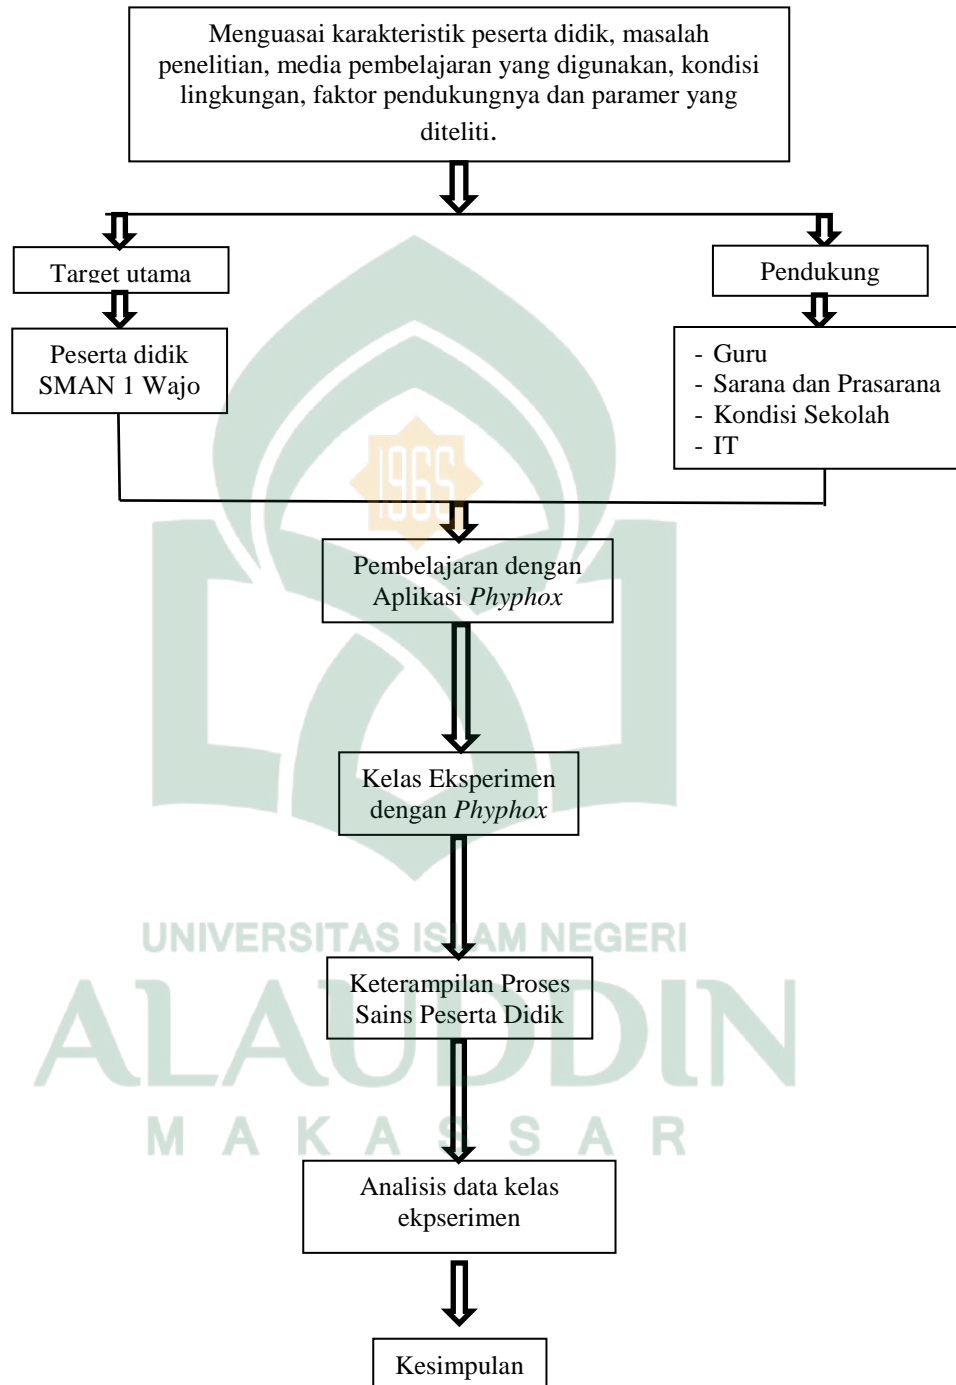 Menguasai karakteristik peserta didik, masalah
penelitian, media pembelajaran yang digunakan, kondisi
lingkungan, faktor pendukungnya dan paramer yang
diteliti.
Target utama
Pendukung
Peserta didik
SMAN 1 Wajo
- Guru
- Sarana dan Prasarana
- Kondisi Sekolah
- IT
1965
Pembelajaran dengan
Aplikasi Phyphox
Kelas Eksperimen
dengan Phyphox
UNIVERSITAS ISLAM NEGERI
Keterampilan Proses
Sains Peserta Didik
ALAUDDIN
MAKASSAR
Analisis data kelas
ekpserimen
Kesimpulan